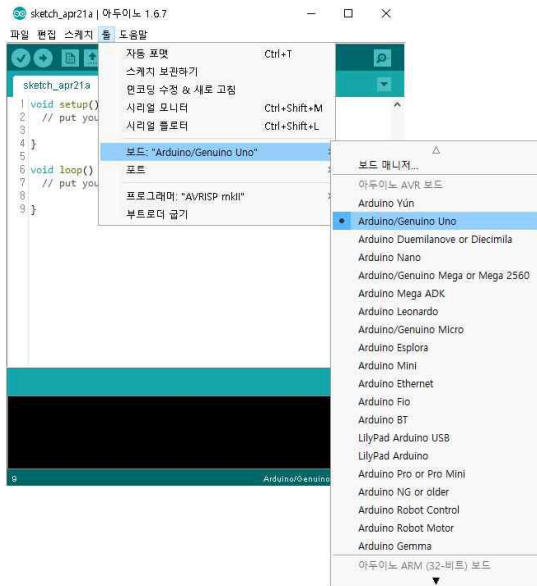 sketch_apr21a | 아두이노 1.6.7
파일 편집 스케치 툴 도움말
sketch_apr21a
1 void setup()
2 // put you
3
4 }
5
6 void loop()
7 // put you
8
9 }
자동 포맷 Ctrl+T
스케치 보관하기
인코딩 수정 & 새로 고침
시리얼 모니터 Ctrl+Shift+M
시리얼 플로터 Ctrl+Shift+L
보드: "Arduino/Genuino Uno"
포트
프로그래머: "AVRISP mkII"
부트로더 굽기
보드 매니저...
아두이노 AVR 보드
Arduino Yún
Arduino/Genuino Uno
Arduino Duemilanove or Diecimila
Arduino Nano
Arduino/Genuino Mega or Mega 2560
Arduino Mega ADK
Arduino Leonardo
Arduino/Genuino Micro
Arduino Esplora
Arduino Mini
Arduino Ethernet
Arduino Fio
Arduino BT
LilyPad Arduino USB
LilyPad Arduino
Arduino Pro or Pro Mini
Arduino NG or older
Arduino Robot Control
Arduino Robot Motor
Arduino Gemma
아두이노 ARM (32-비트) 보드
9 Arduino/Genuino